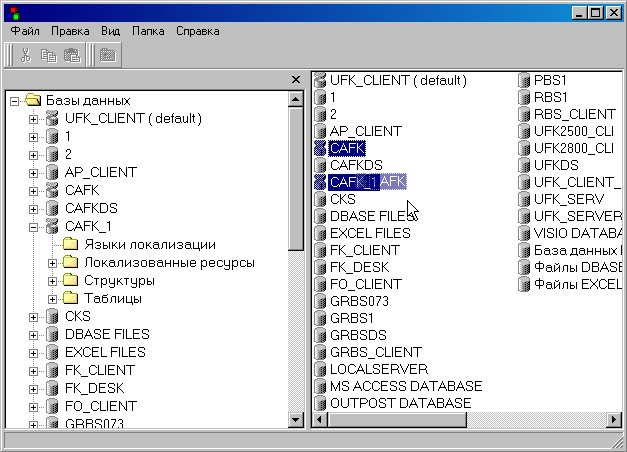 Файл Правка Вид Папка Справка
Базы данных
UFK_CLIENT ( default)
1
2
AP_CLIENT
CAFK
CAFKDS
CAFK_1
Языки локализации
Локализованные ресурсы
Структуры
Таблицы
CKS
DBASE FILES
EXCEL FILES
FK_CLIENT
FK_DESK
FO_CLIENT
GRBS073
UFK_CLIENT ( default)
1
2
AP_CLIENT
CAFK
CAFKDS
CAFK_1 AFK
CKS
DBASE FILES
EXCEL FILES
FK_CLIENT
FK_DESK
FO_CLIENT
GRBS073
GRBS1
GRBSDS
GRBS_CLIENT
LOCALSERVER
MS ACCESS DATABASE
OUTPOST DATABASE
PBS1
RBS1
RBS_CLIENT
UFK2500_CLI
UFK2800_CLI
UFKDS
UFK_CLIENT_
UFK_SERV
UFK_SERVER
VISIO DATABA
База данных
Файлы DBASE
Файлы EXCEL